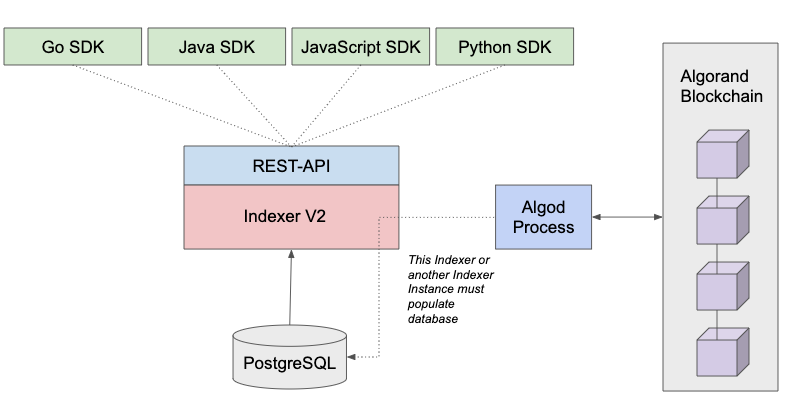 Go SDK
Java SDK
JavaScript SDK
Python SDK
Algorand
Blockchain
REST-API
Indexer V2
Algod
Process
This Indexer or
another Indexer
Instance must
populate
database
PostgreSQL